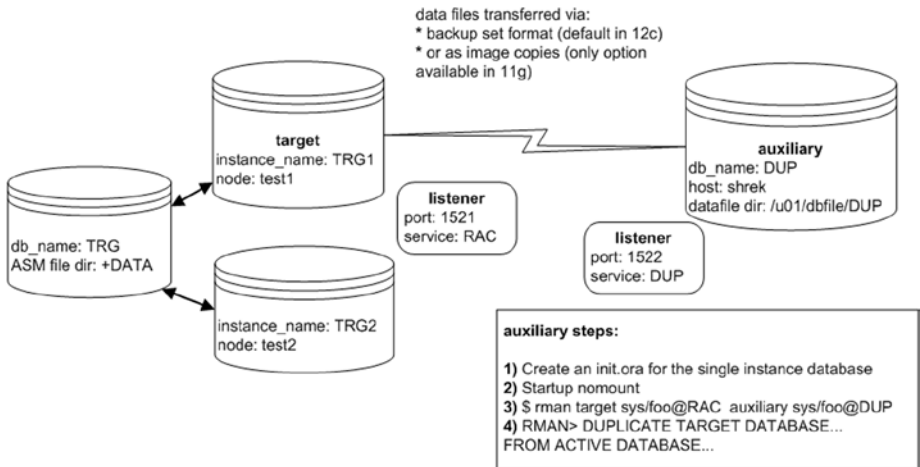 data files transferred via:
* backup set format (default in 12c)
* or as image copies (only option
available in 11g)
target
instance_name: TRG1
node: test1
auxiliary
db_name: DUP
host: shrek
datafile dir: /u01/dbfile/DUP
listener
port: 1521
service: RAC
listener
port: 1522
service: DUP
db_name: TRG
ASM file dir: +DATA
instance_name: TRG2
node: test2
auxiliary steps:
1) Create an init.ora for the single instance database
2) Startup nomount
3) $ rman target sys/foo@RAC auxiliary sys/foo@DUP
4) RMAN> DUPLICATE TARGET DATABASE...
FROM ACTIVE DATABASE...